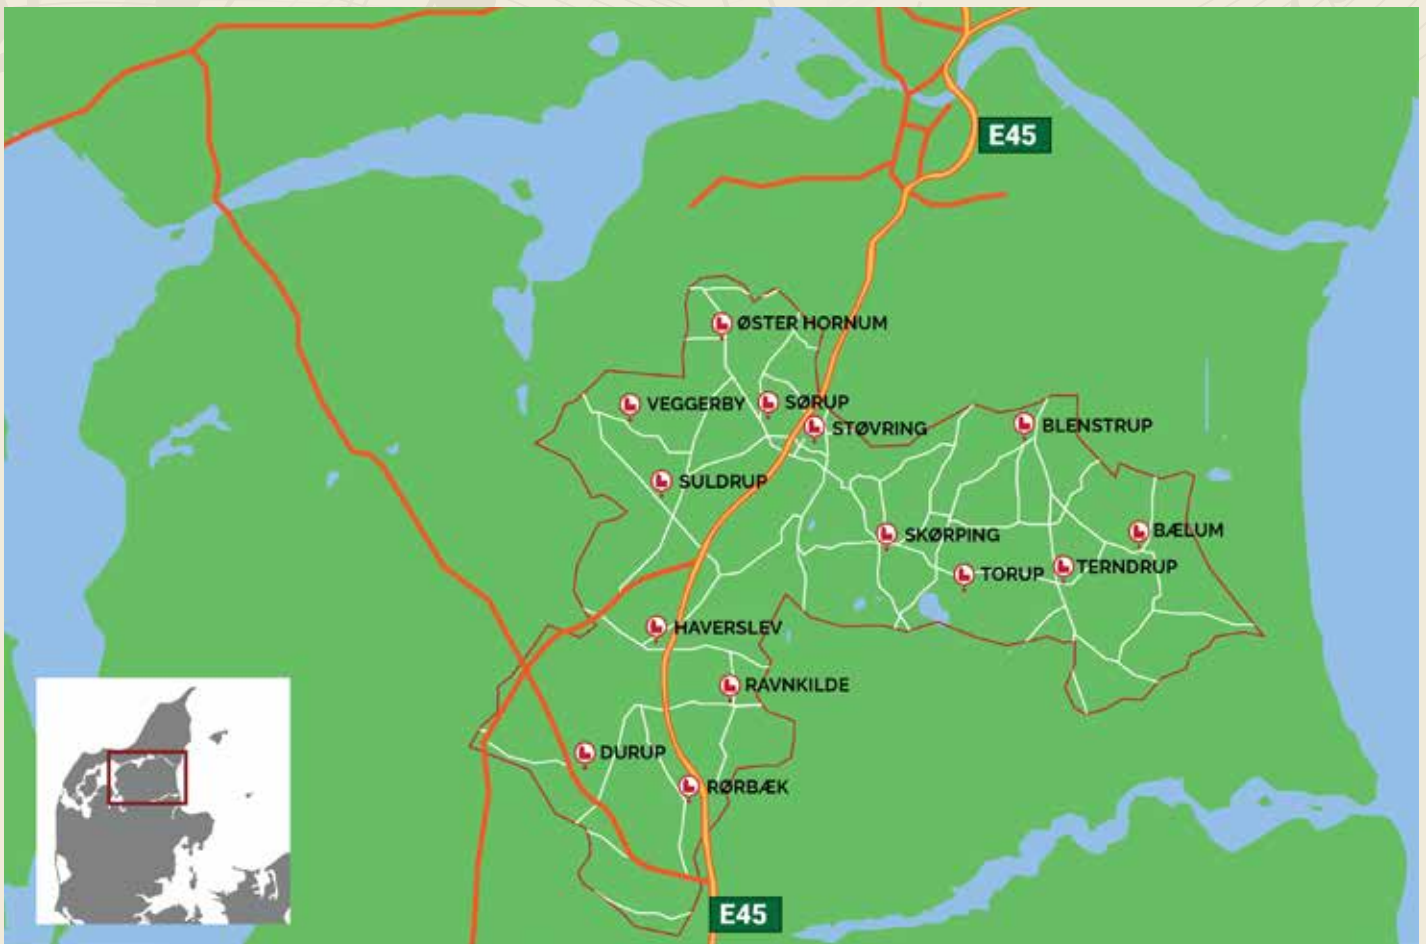 E45
ØSTER HORNUM
VEGGERBY
SØRUP
STØVRING
BLENSTRUP
SULDRUP
SKØRPING
BÆLUM
TORUP
TERNDRUP
HAVERSLEV
RAVNKILDE
DURUP
RØRBÆK
E45